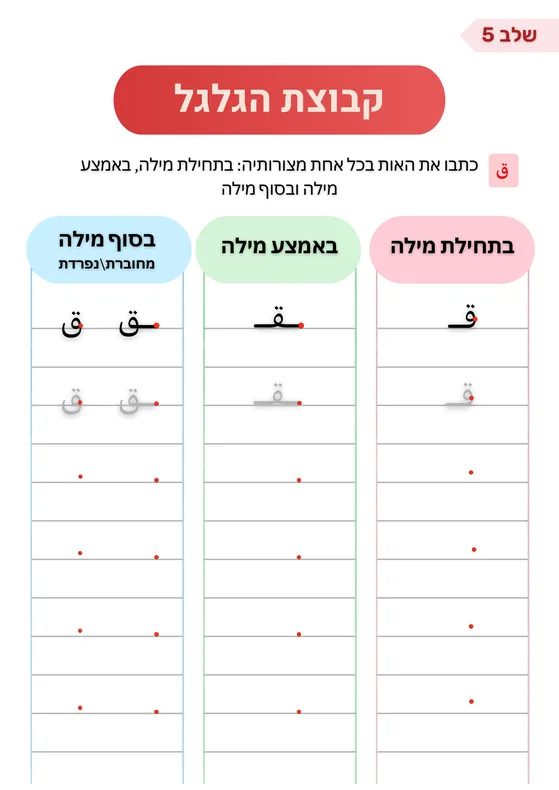 שלב 5
קבוצת הגלגל
ق
כתבו את האות בכל אחת מצורותיה: בתחילת מילה, באמצע
מילה ובסוף מילה
בתחילת מילה
באמצע מילה
בסוף מילה
מחוברת\נפרדת
قـ ـقـ ـق ق
قـ ـقـ ـق ق